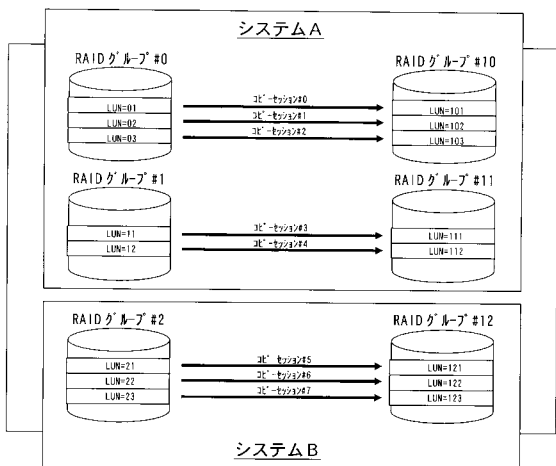 システムA
RAIDグループ#0
RAIDグループ#10
LUN=01
LUN=02
LUN=03
コピーセッション#0
コピーセッション#1
コピーセッション#2
LUN=101
LUN=102
LUN=103
RAIDグループ#1
RAIDグループ#11
LUN=11
LUN=12
コピーセッション#3
コピーセッション#4
LUN=111
LUN=112
RAIDグループ#2
RAIDグループ#12
LUN=21
LUN=22
LUN=23
コピーセッション#5
コピーセッション#6
コピーセッション#7
LUN=121
LUN=122
LUN=123
システムB